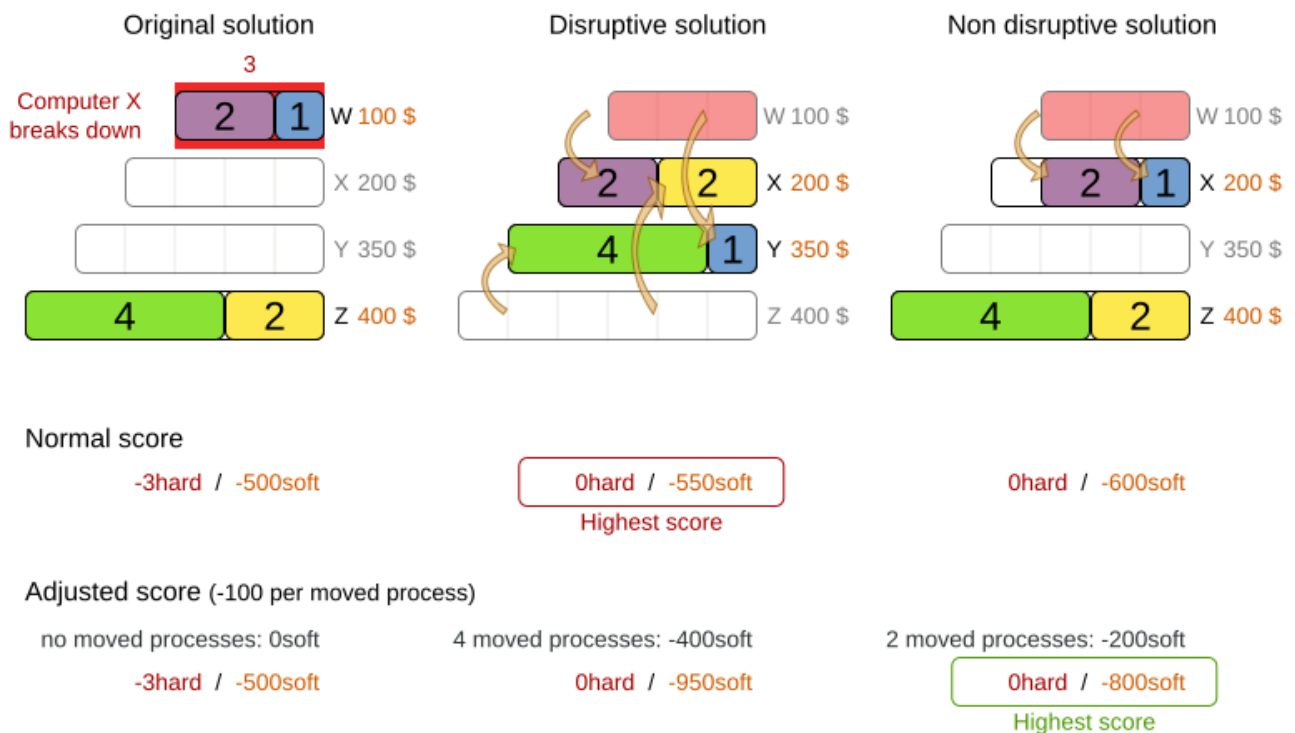 Original solution
Disruptive solution
Non disruptive solution
3
Computer X
breaks down
2 1 W 100 $
W 100 $
W 100 $
X 200 $
2 2 X 200 $
2 1 X 200 $
Y 350 $
4 1 Y 350 $
Y 350 $
4 2 Z 400 $
Z 400 $
4 2 Z 400 $
Normal score
-3hard / -500soft
0hard / -550soft
0hard / -600soft
Highest score
Adjusted score (-100 per moved process)
no moved processes: 0soft
4 moved processes: -400soft
2 moved processes: -200soft
-3hard / -500soft
0hard / -950soft
0hard / -800soft
Highest score